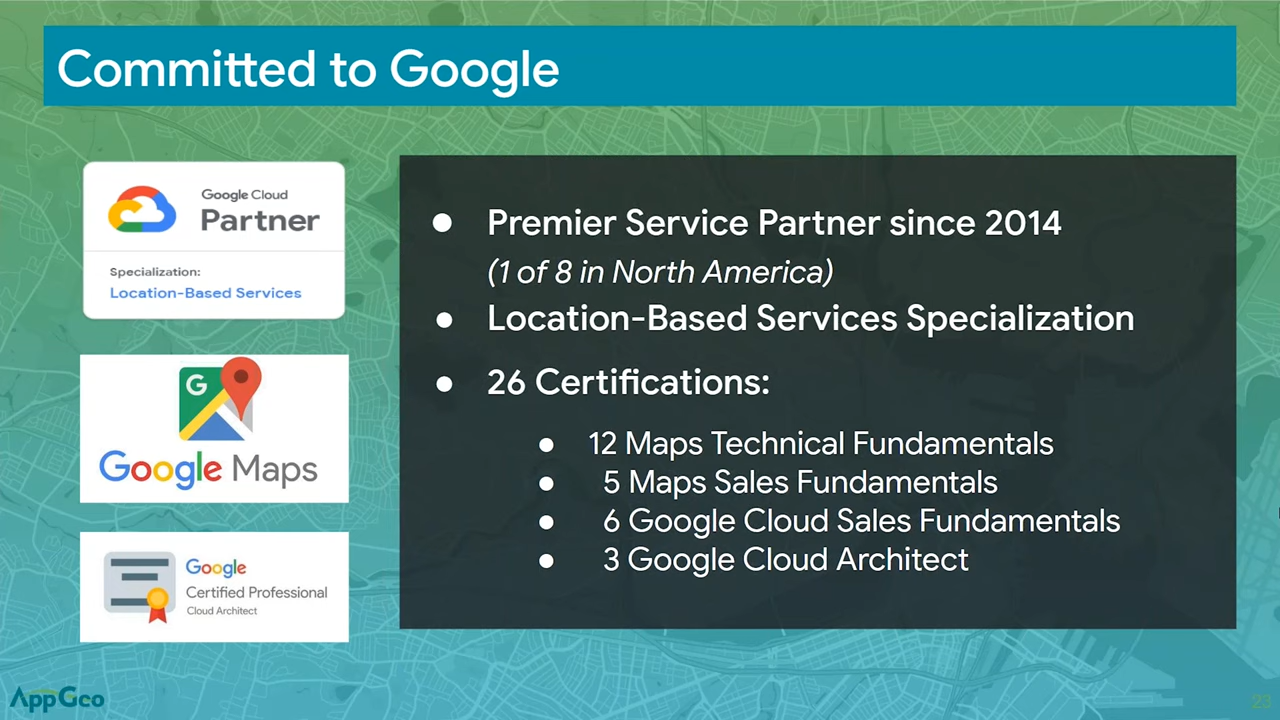 Committed to Google
Google Cloud
Partner
Specialization:
Location-Based Services
G
Google Maps
Google
Certified Professional
Cloud Architect
● Premier Service Partner since 2014
(1 of 8 in North America)
● Location-Based Services Specialization
● 26 Certifications:
● 12 Maps Technical Fundamentals
● 5 Maps Sales Fundamentals
● 6 Google Cloud Sales Fundamentals
● 3 Google Cloud Architect
AppGeo
23